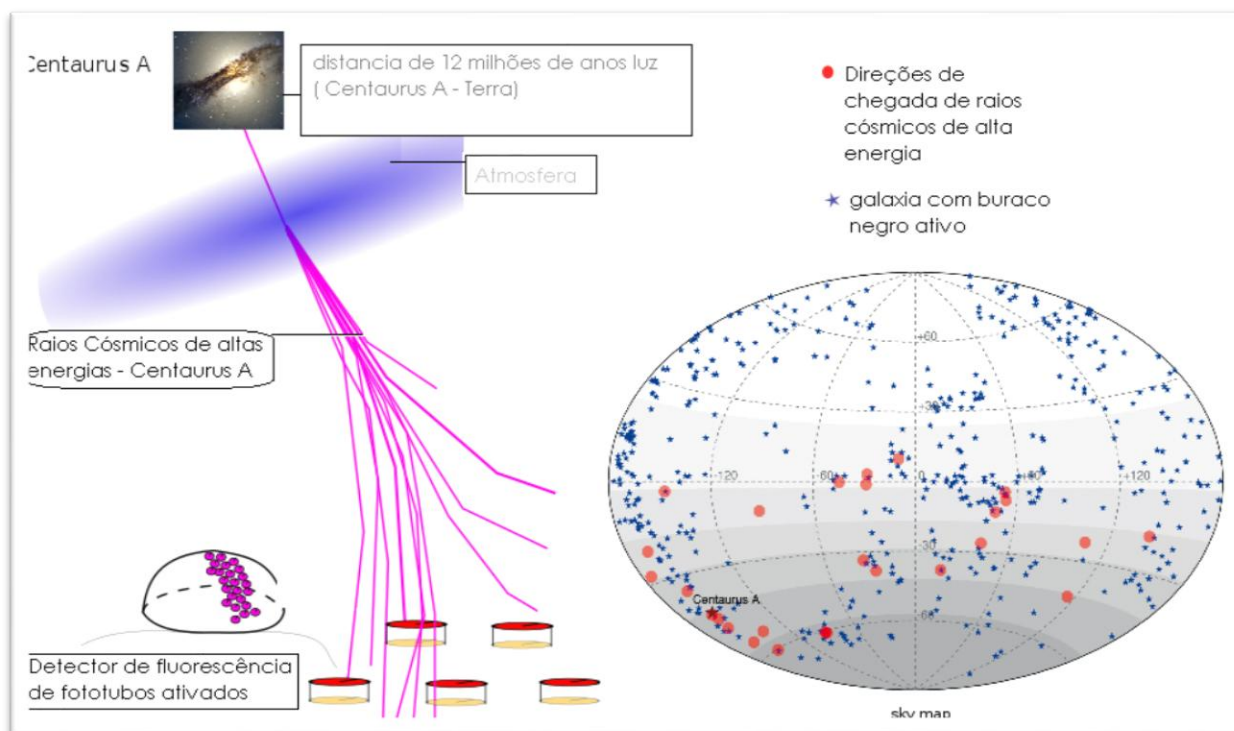 Centaurus A
distancia de 12 milhões de anos luz
( Centaurus A - Terra)
Atmosfera
Raios Cósmicos de altas
energias - Centaurus A
Detector de fluorescência
de fototubos ativados
Direções de
chegada de raios
cósmicos de alta
energia
galaxia com buraco
negro ativo
+60
+30
-120
-60
0
+60
+120
-30
Centaurus A
-60
sky map